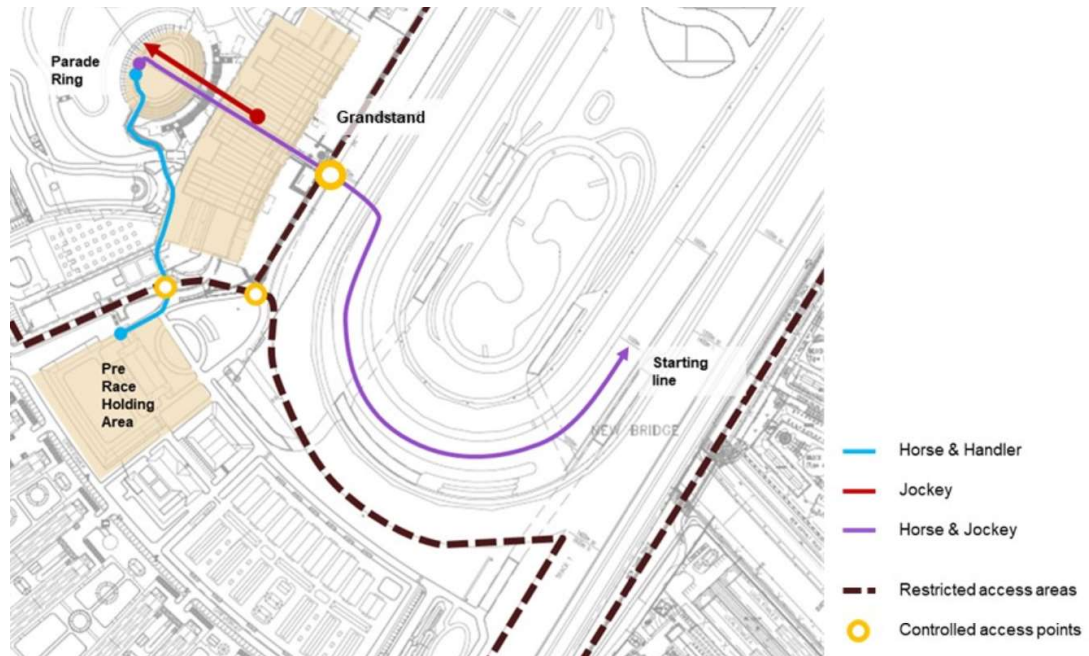 Parade
Ring
Grandstand
Pre
Race
Holding
Area
Starting
line
NEW BRIDGE
Horse & Handler
Jockey
Horse & Jockey
Restricted access areas
Controlled access points